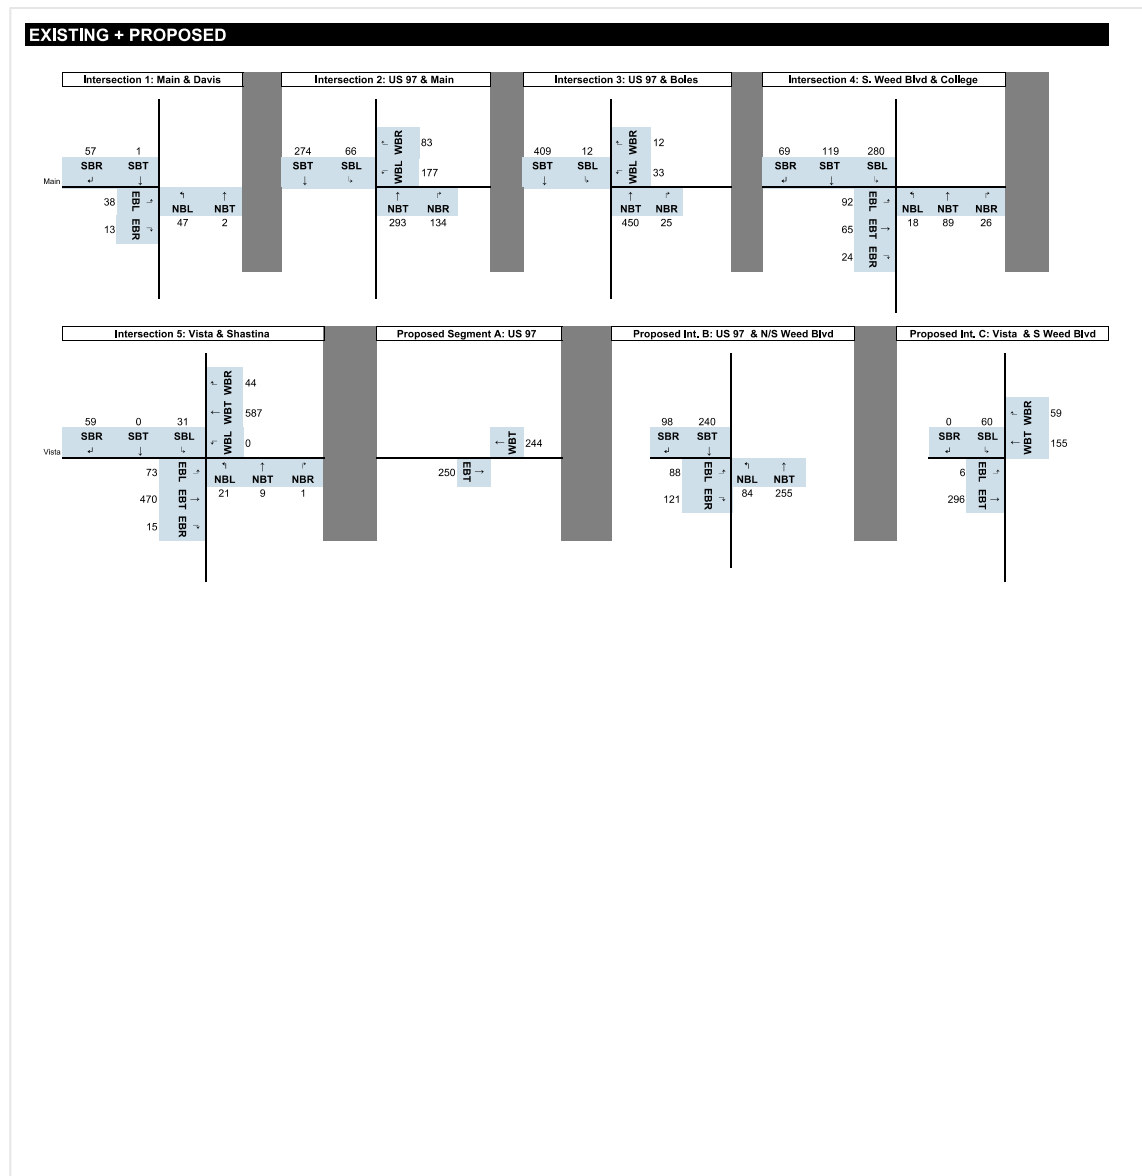 EXISTING + PROPOSED
Intersection 1: Main & Davis
57 1
SBR SBT
↲ ↓
Main
38 EBL
13 EBR
↰ ↑
NBL NBT
47 2
Intersection 2: US 97 & Main
274 66
SBT SBL
↓ ↳
WBR 83
WBL 177
↑ ↱
NBT NBR
293 134
Intersection 3: US 97 & Boles
409 12
SBT SBL
↓ ↳
WBR 12
WBL 33
↑ ↱
NBT NBR
450 25
Intersection 4: S. Weed Blvd & College
69 119 280
SBR SBT SBL
↲ ↓ ↳
92 EBL
65 EBT →
24 EBR
↰ ↑ ↱
NBL NBT NBR
18 89 26
Intersection 5: Vista & Shastina
WBR 44
← WBT 587
WBL 0
59 0 31
SBR SBT SBL
↲ ↓ ↳
Vista
73 EBL
470 EBT →
15 EBR
↰ ↑ ↱
NBL NBT NBR
21 9 1
Proposed Segment A: US 97
← WBT 244
250 EBT →
Proposed Int. B: US 97 & N/S Weed Blvd
98 240
SBR SBT
↲ ↓
88 EBL
121 EBR
↰ ↑
NBL NBT
84 255
Proposed Int. C: Vista & S Weed Blvd
WBR 59
← WBT 155
0 60
SBR SBL
↲ ↳
6 EBL
296 EBT →